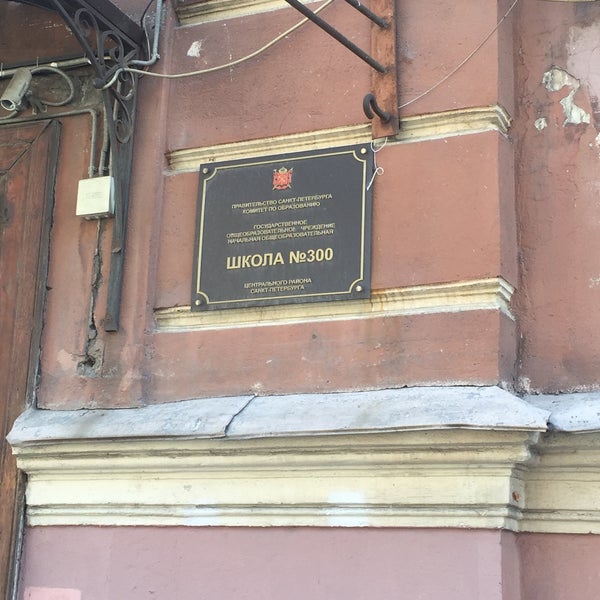 ПРАВИТЕЛЬСТВО САНКТ-ПЕТЕРБУРГА
КОМИТЕТ ПО ОБРАЗОВАНИЮ
ГОСУДАРСТВЕННОЕ
ОБЩЕОБРАЗОВАТЕЛЬНОЕ УЧРЕЖДЕНИЕ
НАЧАЛЬНАЯ ОБЩЕОБРАЗОВАТЕЛЬНАЯ
ШКОЛА №300
ЦЕНТРАЛЬНОГО РАЙОНА
САНКТ-ПЕТЕРБУРГА